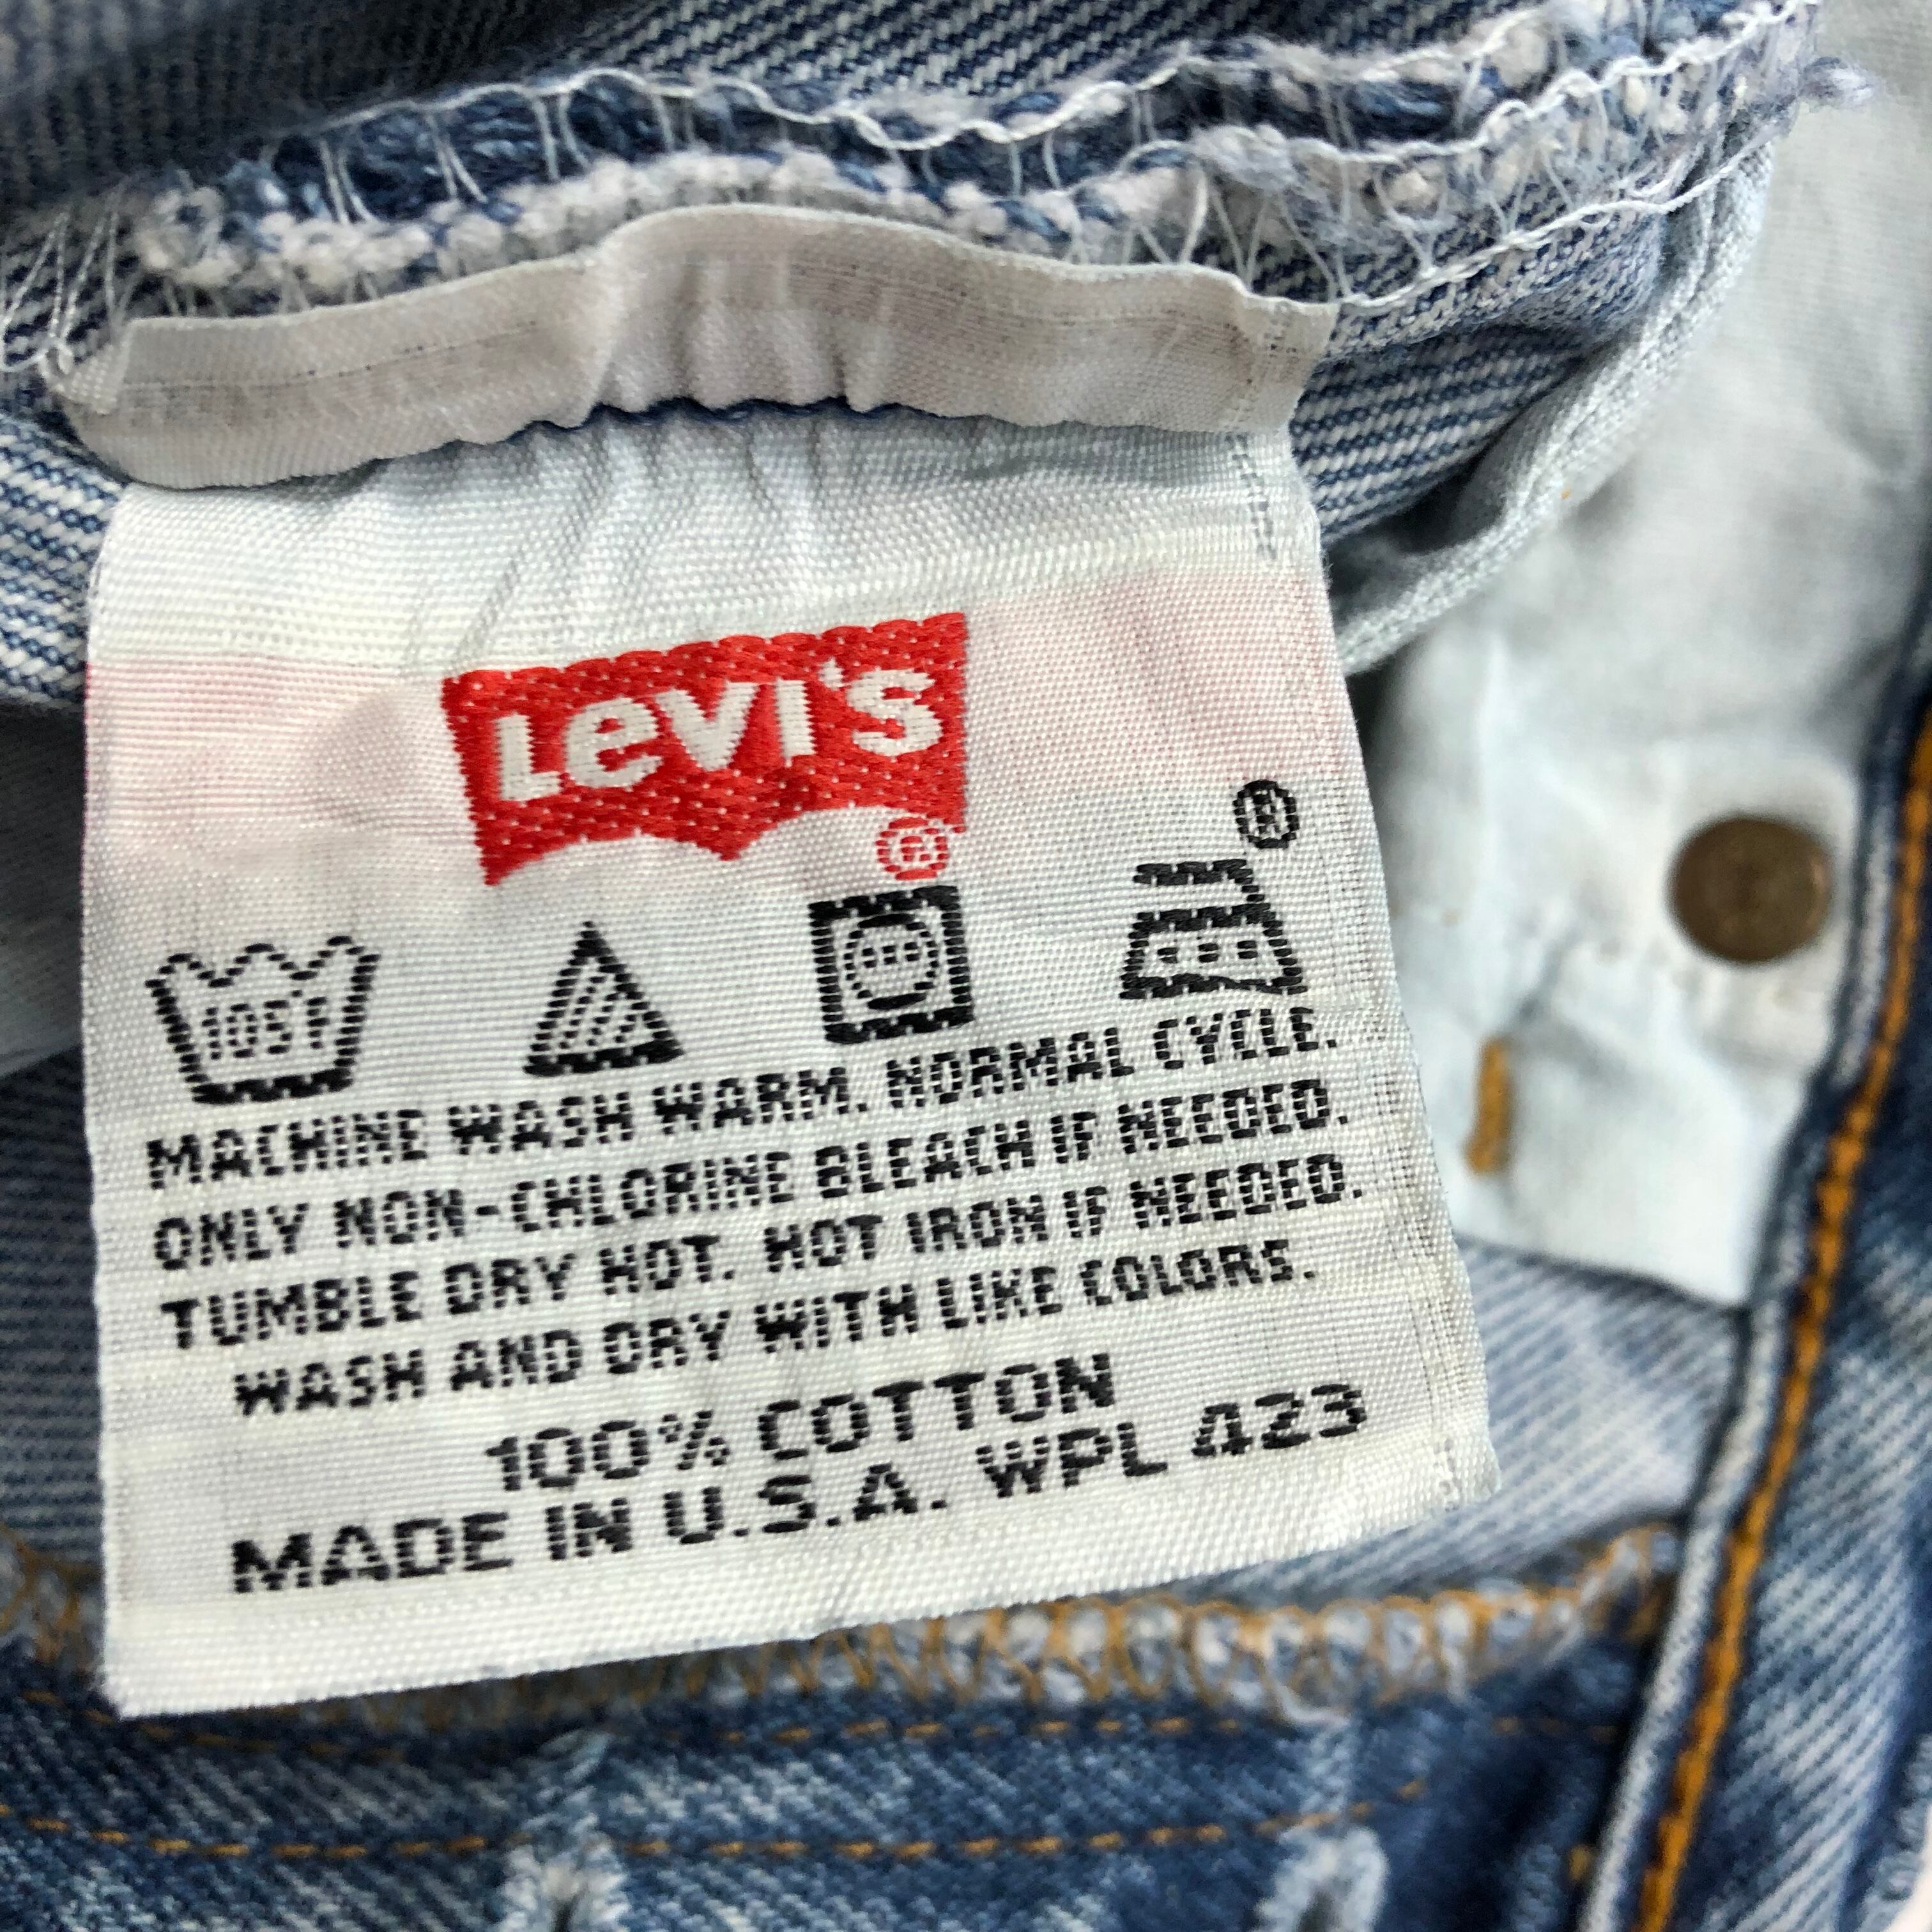 LEVI'S
®
®
105°F
MACHINE WASH WARM. NORMAL CYCLE.
ONLY NON-CHLORINE BLEACH IF NEEDED.
TUMBLE DRY HOT. HOT IRON IF NEEDED.
WASH AND DRY WITH LIKE COLORS.
100% COTTON
MADE IN U.S.A. WPL 423